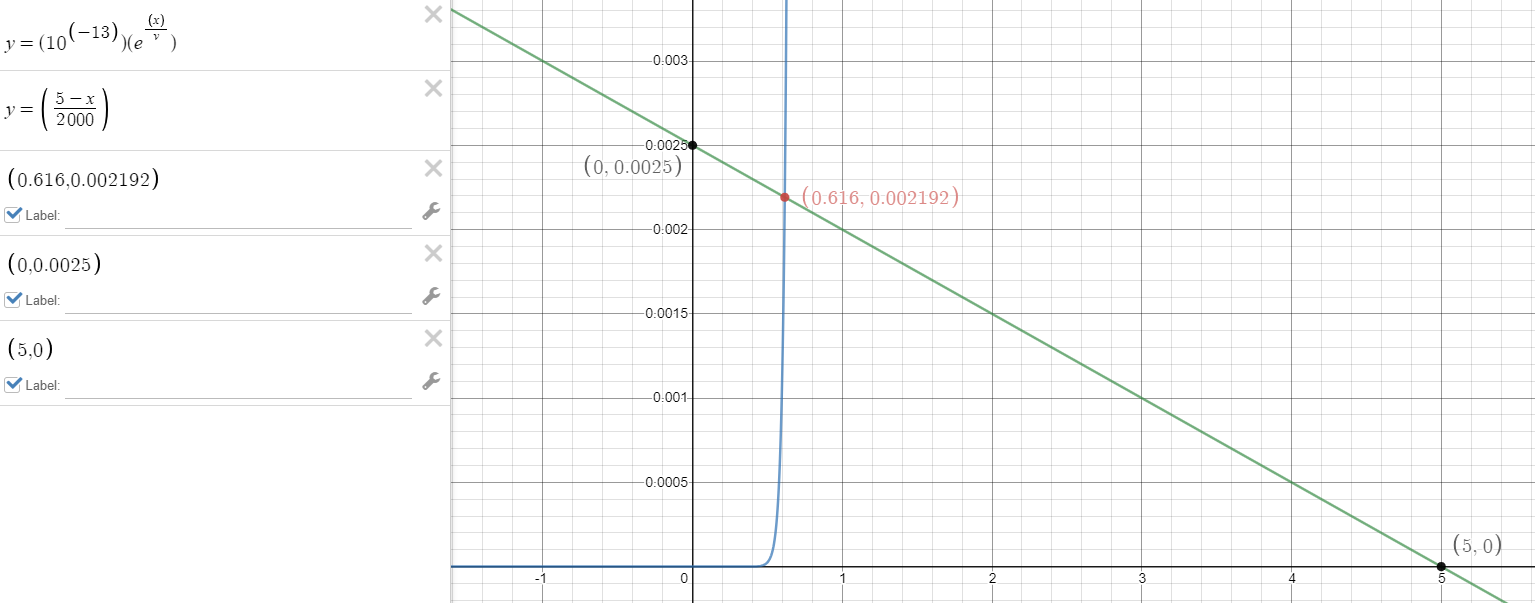 y = (10^(−13))(e^((x)/v))
y = ((5 − x)/2000)
(0.616,0.002192)
Label:
(0,0.0025)
Label:
(5,0)
Label:
0.003
0.0025
(0, 0.0025)
(0.616, 0.002192)
0.002
0.0015
0.001
0.0005
(5, 0)
-1 0 1 2 3 4 5